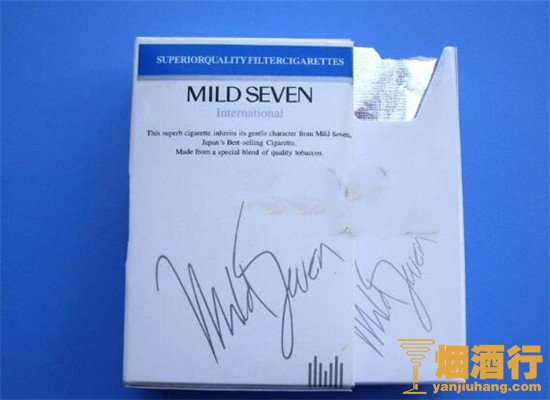 SUPERIORQUALITY FILTERCIGARETTES
MILD SEVEN
International
This superb cigarette inherits its gentle character from Mild Seven,
Japan's Best-selling Cigarette.
Made from a special blend of quality tobaccos.
Mild Seven
Mild Seven
烟酒行
yanjiuhang.com